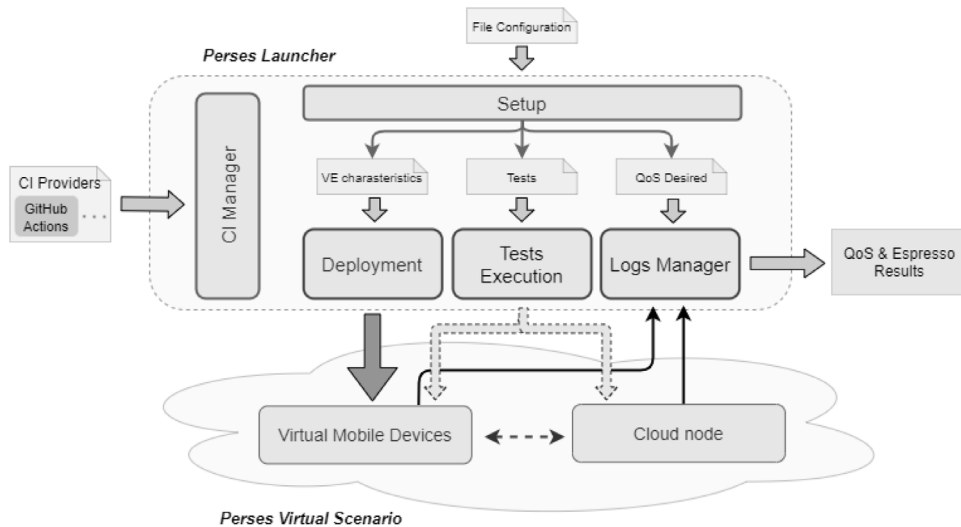 File Configuration
Perses Launcher
Setup
CI Manager
VE charasteristics
Tests
QoS Desired
CI Providers
GitHub
Actions
...
Deployment
Tests
Execution
Logs Manager
QoS & Espresso
Results
Virtual Mobile Devices
Cloud node
Perses Virtual Scenario